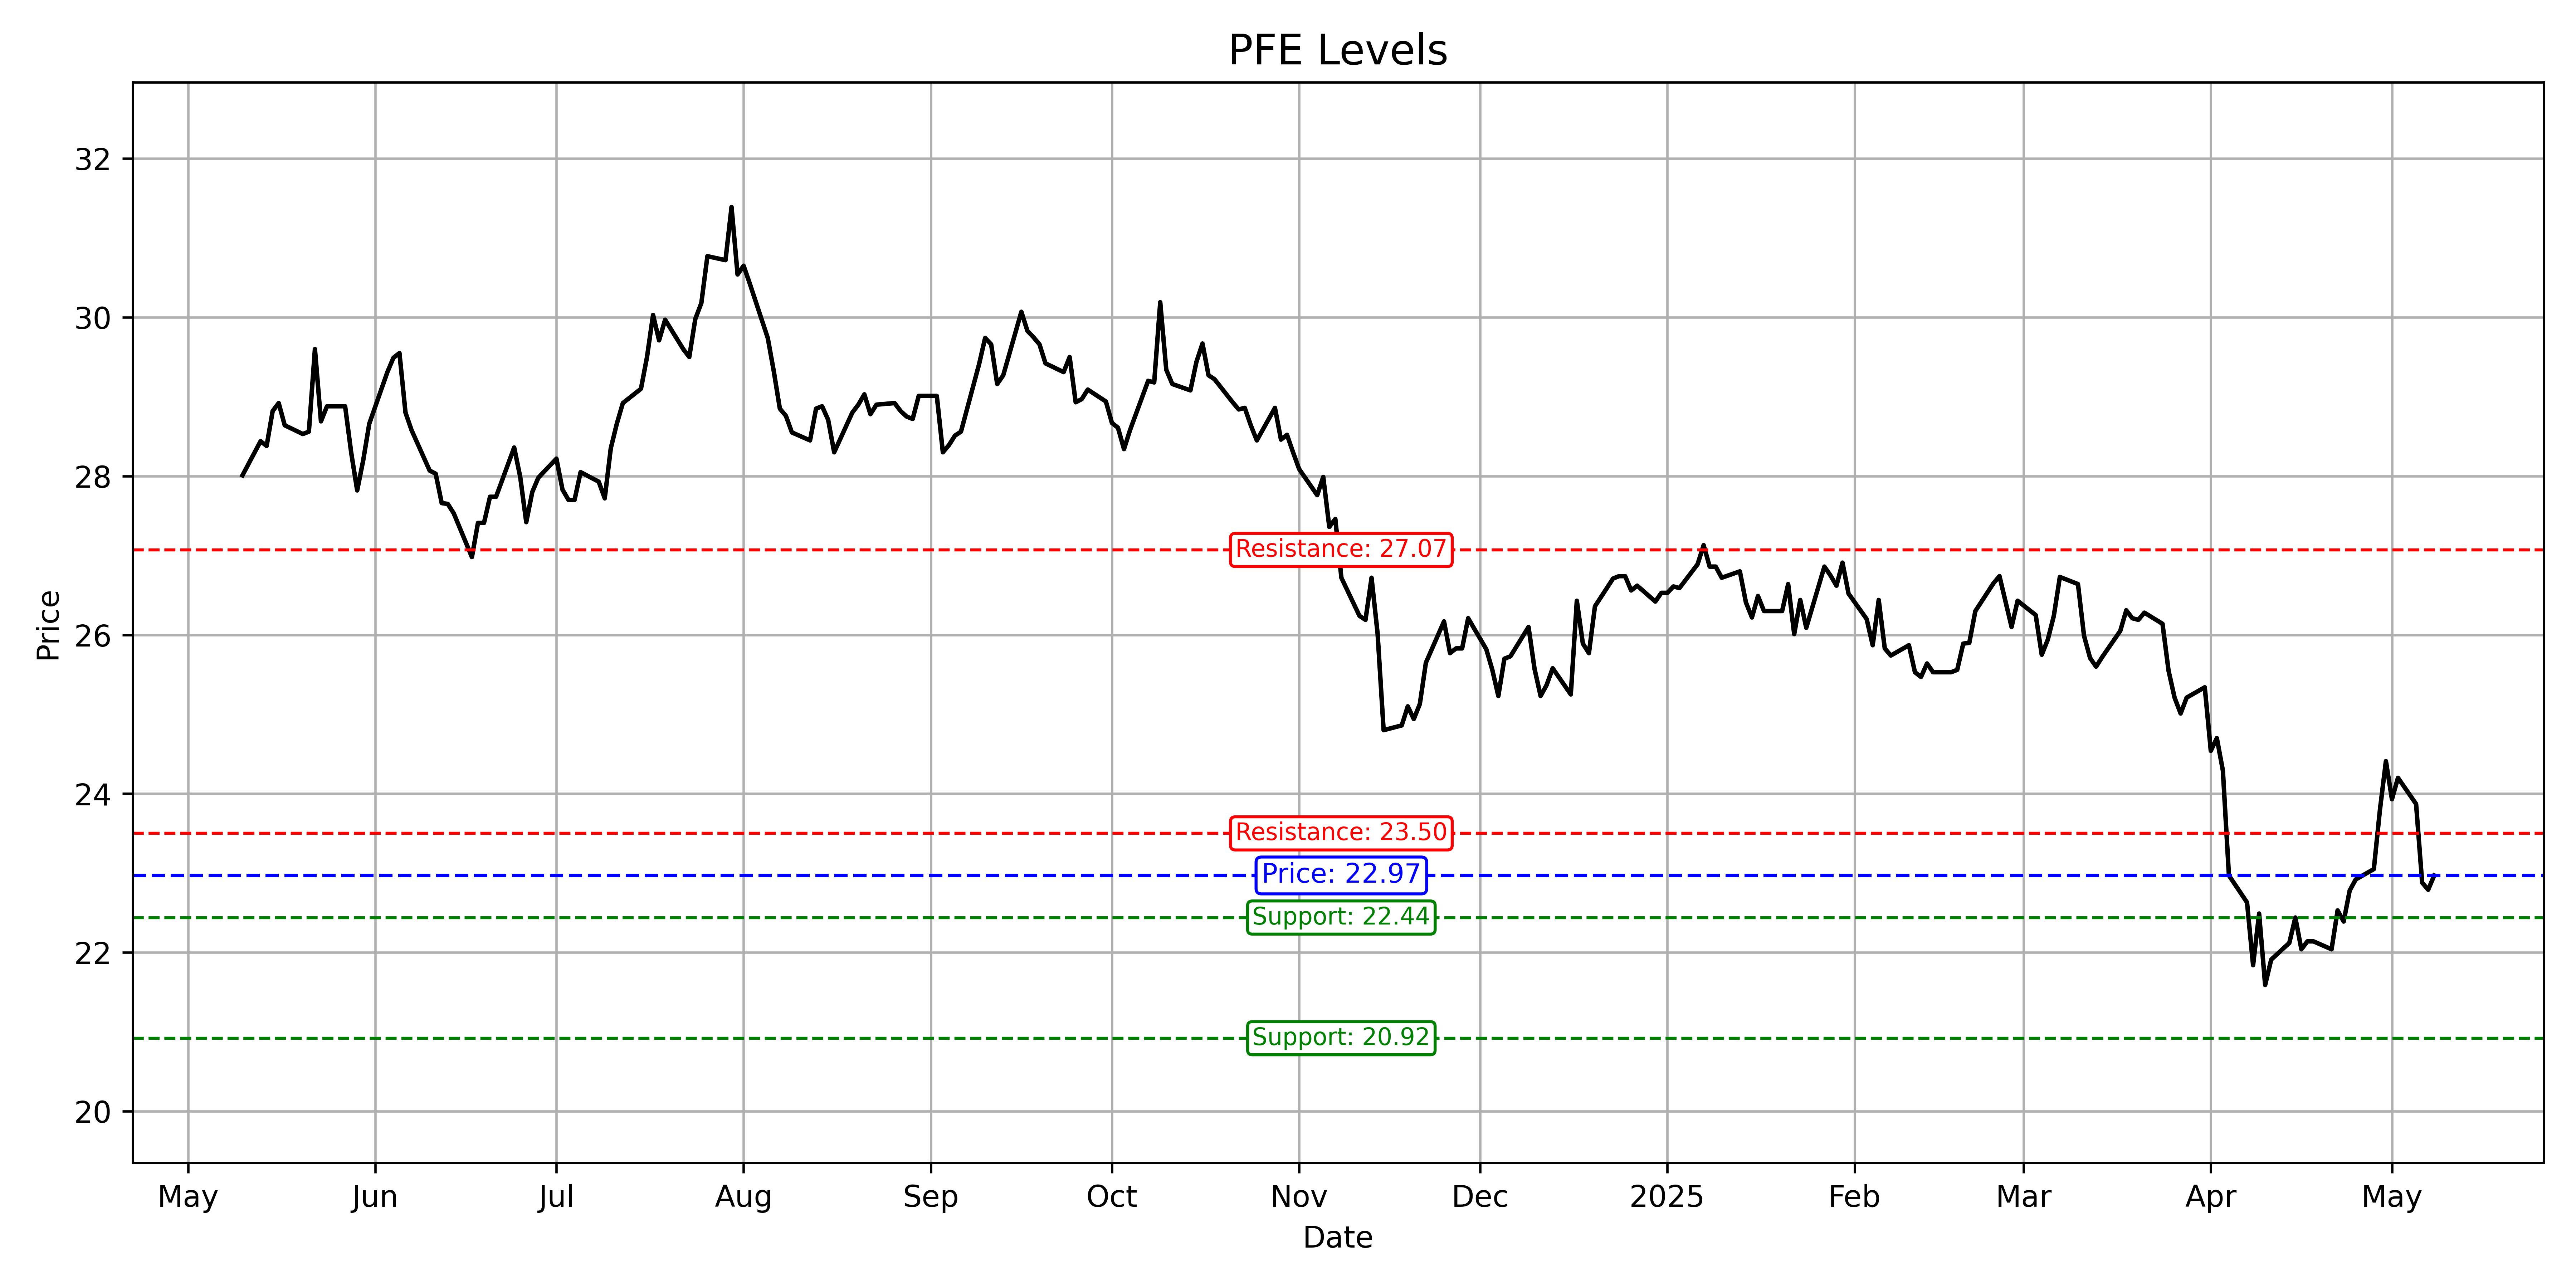 PFE Levels
32
30
28
26
24
22
20
Price
Resistance: 27.07
Resistance: 23.50
Price: 22.97
Support: 22.44
Support: 20.92
May Jun Jul Aug Sep Oct Nov Dec 2025 Feb Mar Apr May
Date